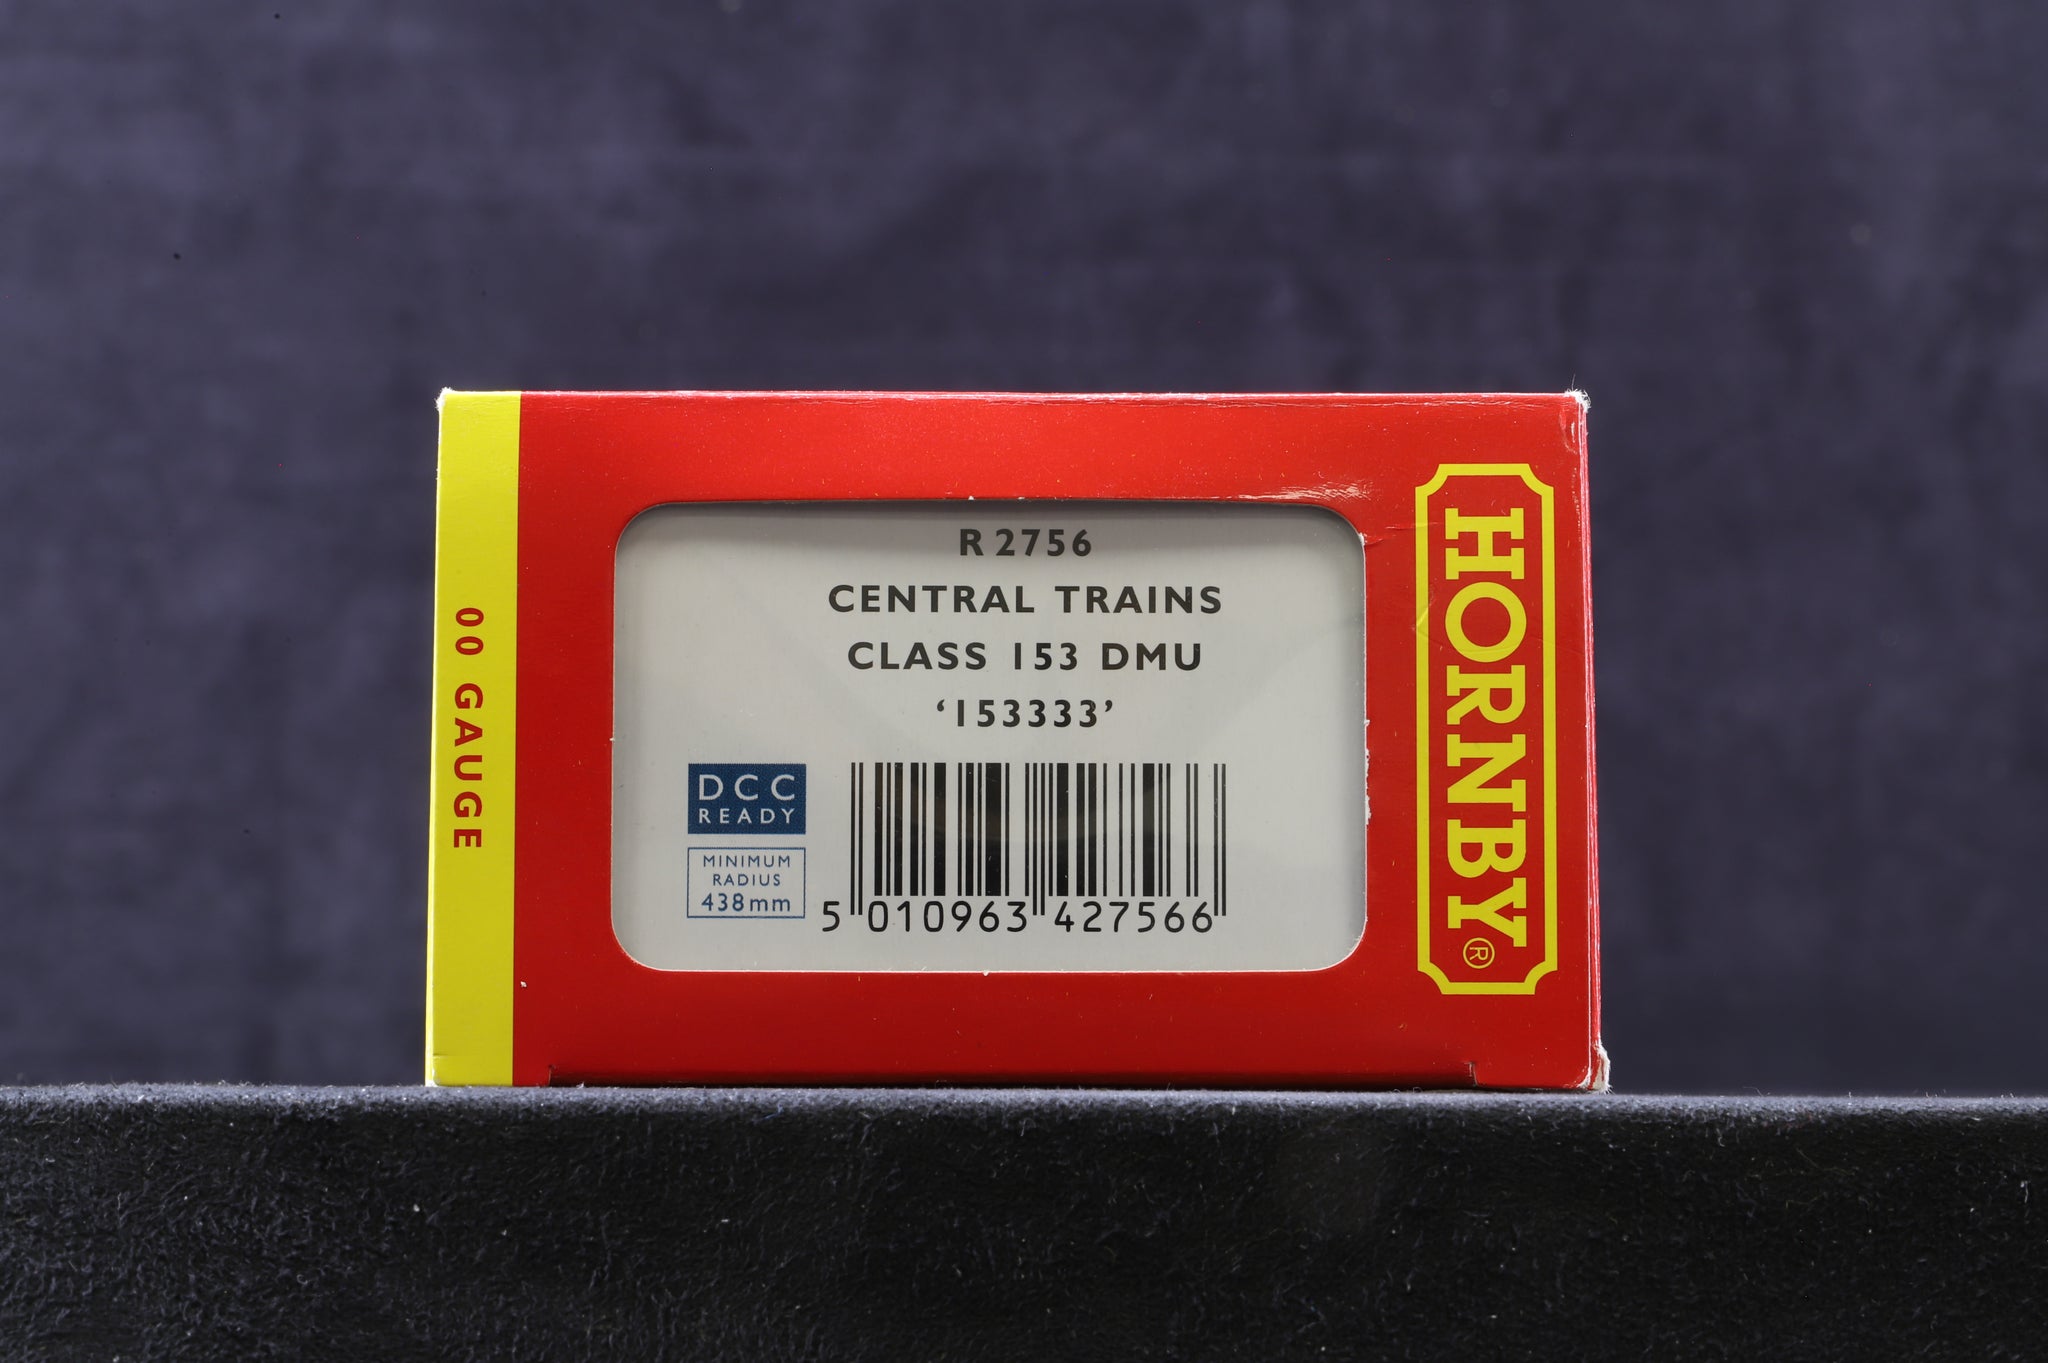 00 GAUGE
R 2756
CENTRAL TRAINS
CLASS 153 DMU
‘153333’
DCC
READY
MINIMUM
RADIUS
438mm
5 010963 427566
HORNBY®